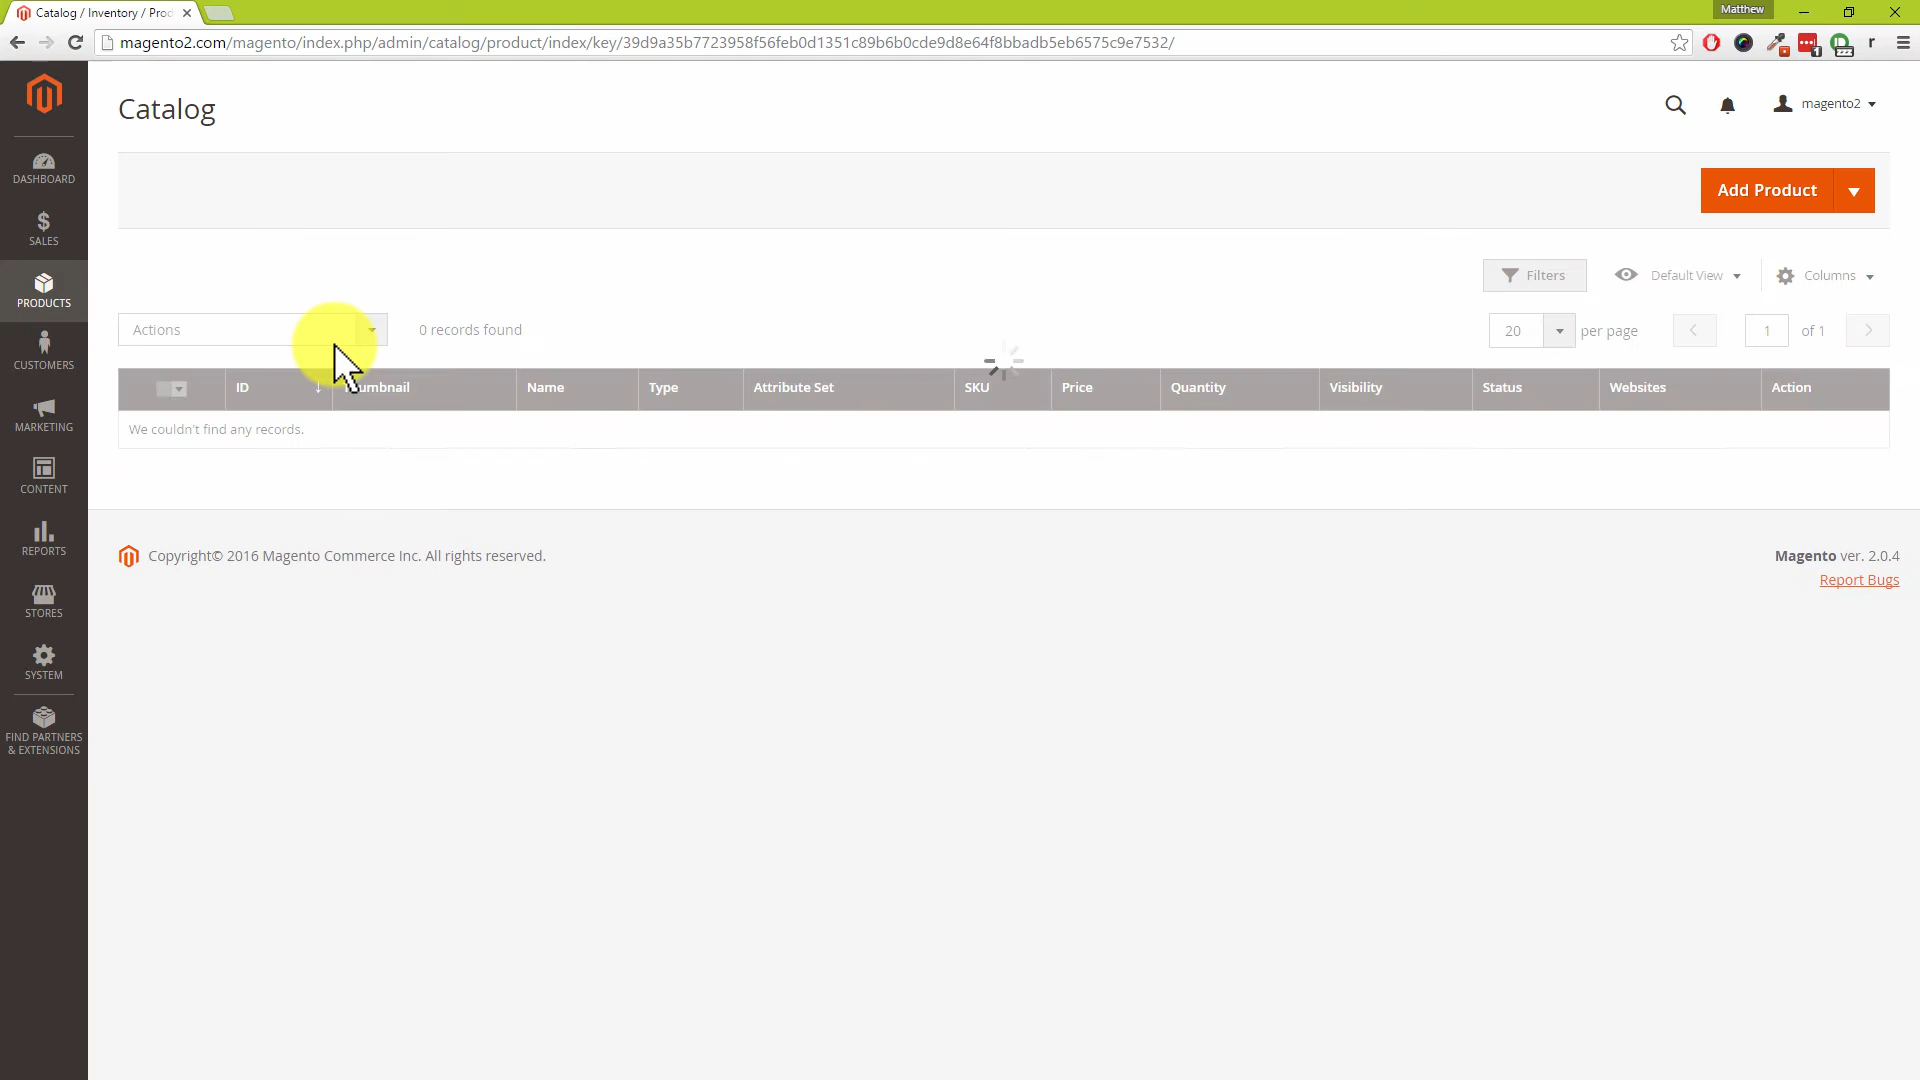 Catalog / Inventory / Prod
Matthew
magento2.com/magento/index.php/admin/catalog/product/index/key/39d9a35b7723958f56feb0d1351c89b6b0cde9d8e64f8bbadb5eb6575c9e7532/
Catalog
magento2
DASHBOARD
SALES
PRODUCTS
CUSTOMERS
MARKETING
CONTENT
REPORTS
STORES
SYSTEM
FIND PARTNERS
& EXTENSIONS
Add Product
Filters
Default View
Columns
Actions
0 records found
20 per page
1 of 1
ID Thumbnail Name Type Attribute Set SKU Price Quantity Visibility Status Websites Action
We couldn't find any records.
Copyright© 2016 Magento Commerce Inc. All rights reserved.
Magento ver. 2.0.4
Report Bugs